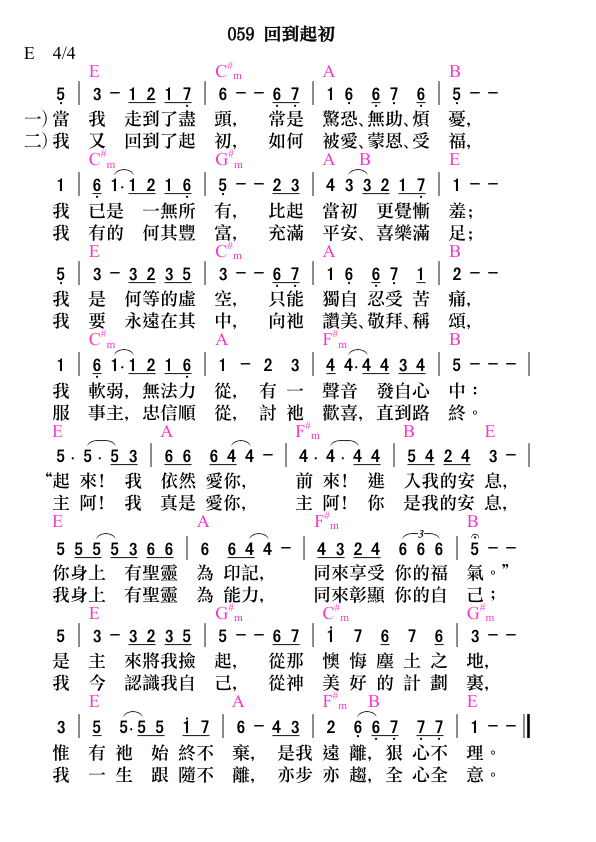 059 回到起初
E 4/4
E C#m A B
5 | 3 – 1 2 1 7 | 6 – – 6 7 | 1 6 6 7 6 | 5 – –
一)當 我 走到了盡 頭， 常是 驚恐、無助、煩 憂，
二)我 又 回到了起 初， 如何 被愛、蒙恩、受 福，
C#m G#m A B E
1 | 6 1·1 2 1 6 | 5 – – 2 3 | 4 3 3 2 1 7 | 1 – –
我 已是 一無所 有， 比起 當初 更覺慚 羞；
我 有的 何其豐 富， 充滿 平安、喜樂滿 足；
E C#m A B
5 | 3 – 3 2 3 5 | 3 – – 6 7 | 1 6 6 7 1 | 2 – –
我 是 何等的虛 空， 只能 獨自 忍受 苦 痛，
我 要 永遠在其 中， 向祂 讚美、敬拜、稱 頌，
C#m A F#m B
1 | 6 1·1 2 1 6 | 1 – 2 3 | 4 4·4 4 3 4 | 5 – – – |
我 軟弱，無法力 從， 有 一 聲音 發自心 中：
服 事主，忠信順 從， 討 祂 歡喜，直到路 終。
E A F#m B E
5·5·5 5 3 | 6 6 6 4 4 – | 4·4·4 4 | 5 4 2 4 3 – |
“起 來！ 我 依然 愛你， 前 來！ 進 入我的安 息，
主 阿！ 我 真是 愛你， 主 阿！ 你 是我的安 息，
E A F#m B
5 5 5 5 5 3 6 6 | 6 6 4 4 – | 4 3 2 4 6 6 6 | 5 – –
3
你身上 有聖靈 為 印記， 同來享受 你的福 氣。”
我身上 有聖靈 為 能力， 同來彰顯 你的自 己；
E G#m C#m G#m
5 | 3 – 3 2 3 5 | 5 – – 6 7 | 1 7 6 7 6 | 3 – –
是 主 來將我撿 起， 從那 懊 悔 塵 土 之 地，
我 今 認識我自 己， 從神 美 好 的 計 劃 裏，
E A F#m B E
3 | 5 5·5 5 1 7 | 6 – 4 3 | 2 6 6 7 7 7 | 1 – – ‖
惟 有 祂 始 終不 棄， 是我 遠 離，狠 心不 理。
我 一 生 跟 隨不 離， 亦步 亦 趨，全 心全 意。